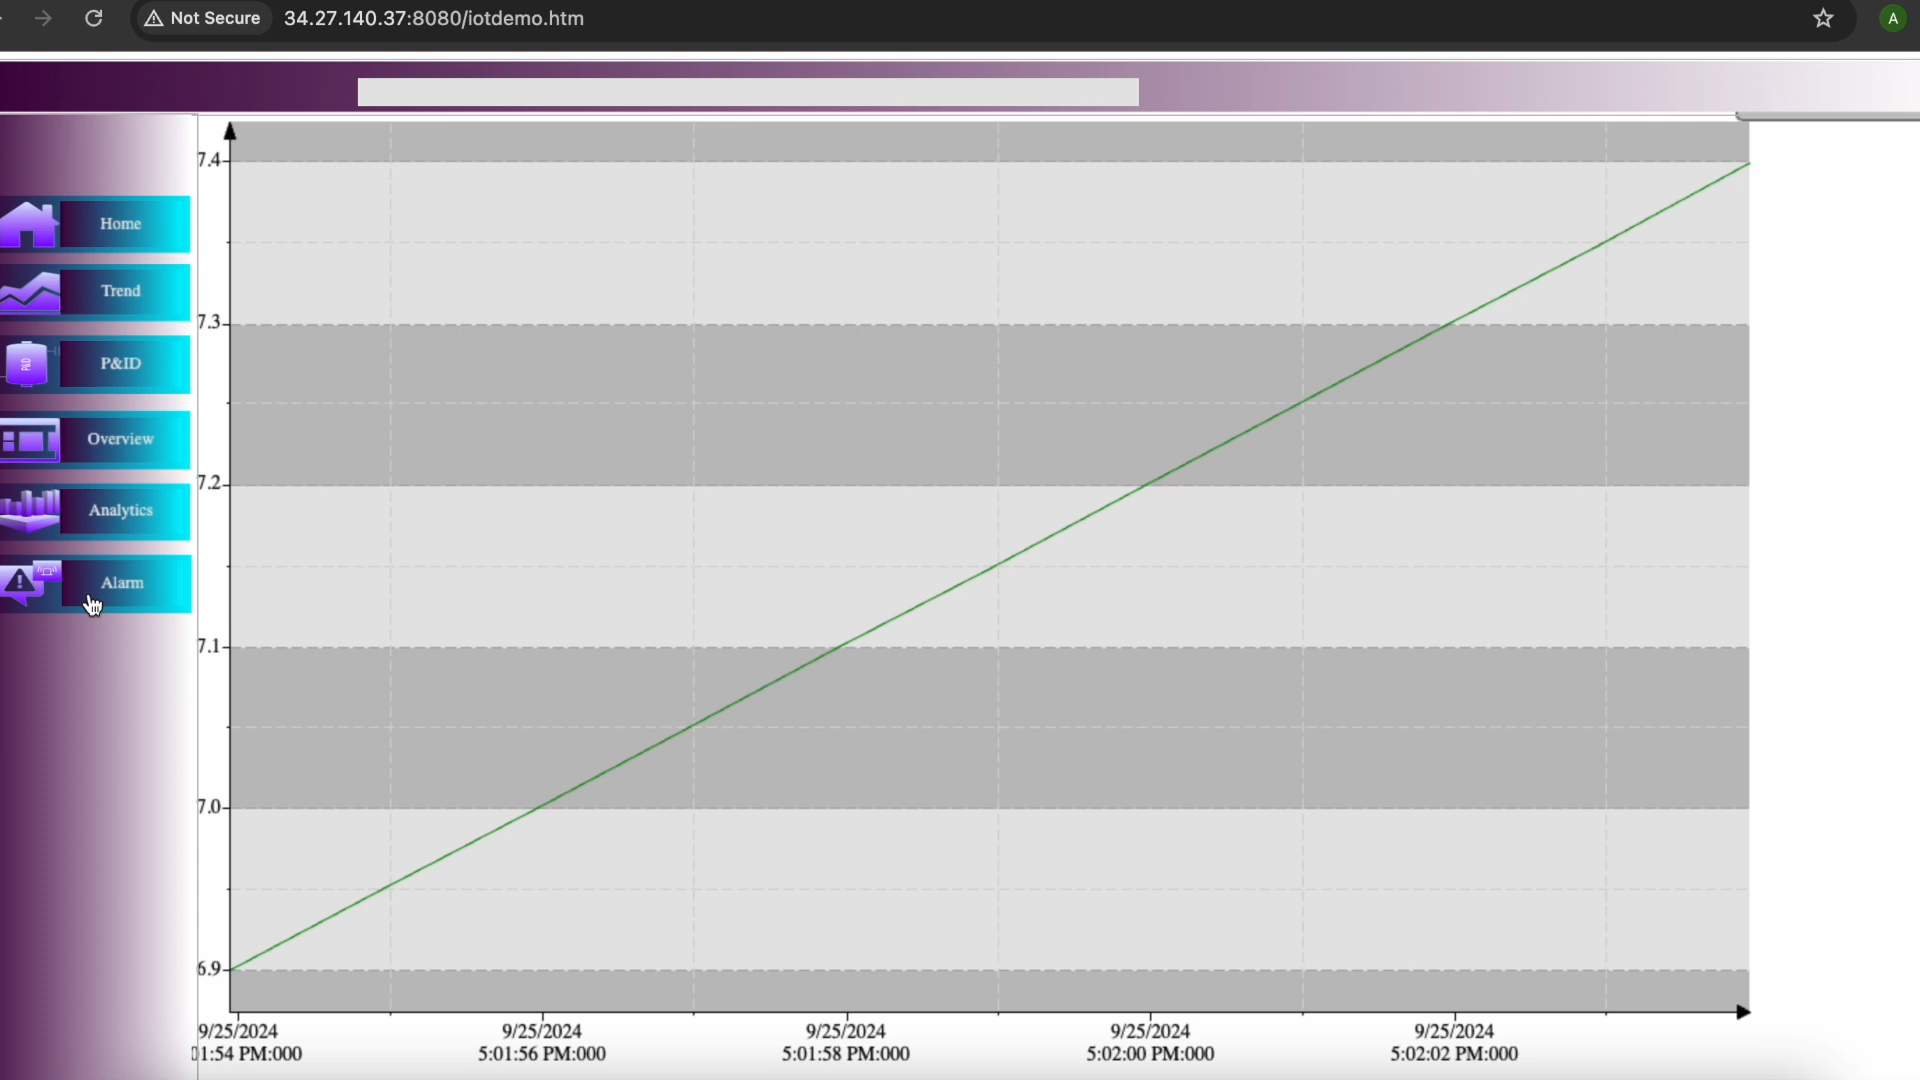 Not Secure 34.27.140.37:8080/iotdemo.htm
A
Home
Trend
P&ID
P&ID
Overview
Analytics
Alarm
7.4
7.3
7.2
7.1
7.0
6.9
9/25/2024 9/25/2024 9/25/2024 9/25/2024 9/25/2024
01:54 PM:000 5:01:56 PM:000 5:01:58 PM:000 5:02:00 PM:000 5:02:02 PM:000